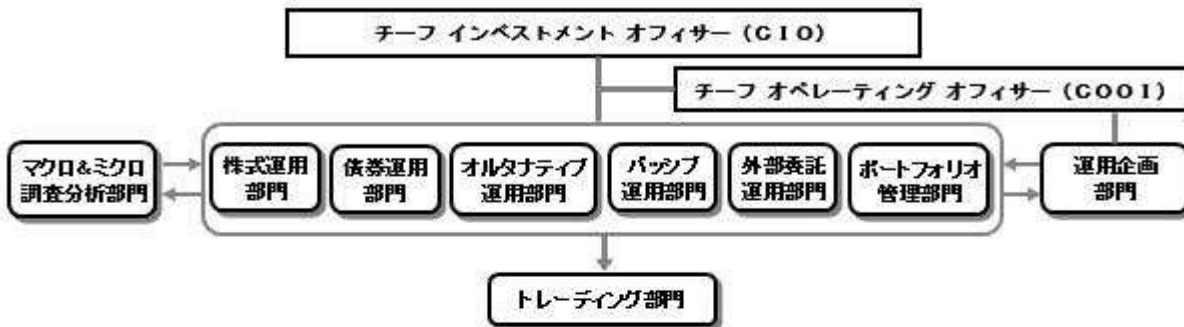 チーフ インベストメント オフィサー (CIO)
チーフ オペレーティング オフィサー (COOI)
マクロ&ミクロ
調査分析部門
株式運用
部門
債券運用
部門
オルタナティブ
運用部門
パッシブ
運用部門
外部委託
運用部門
ポートフォリオ
管理部門
運用企画
部門
トレーディング部門